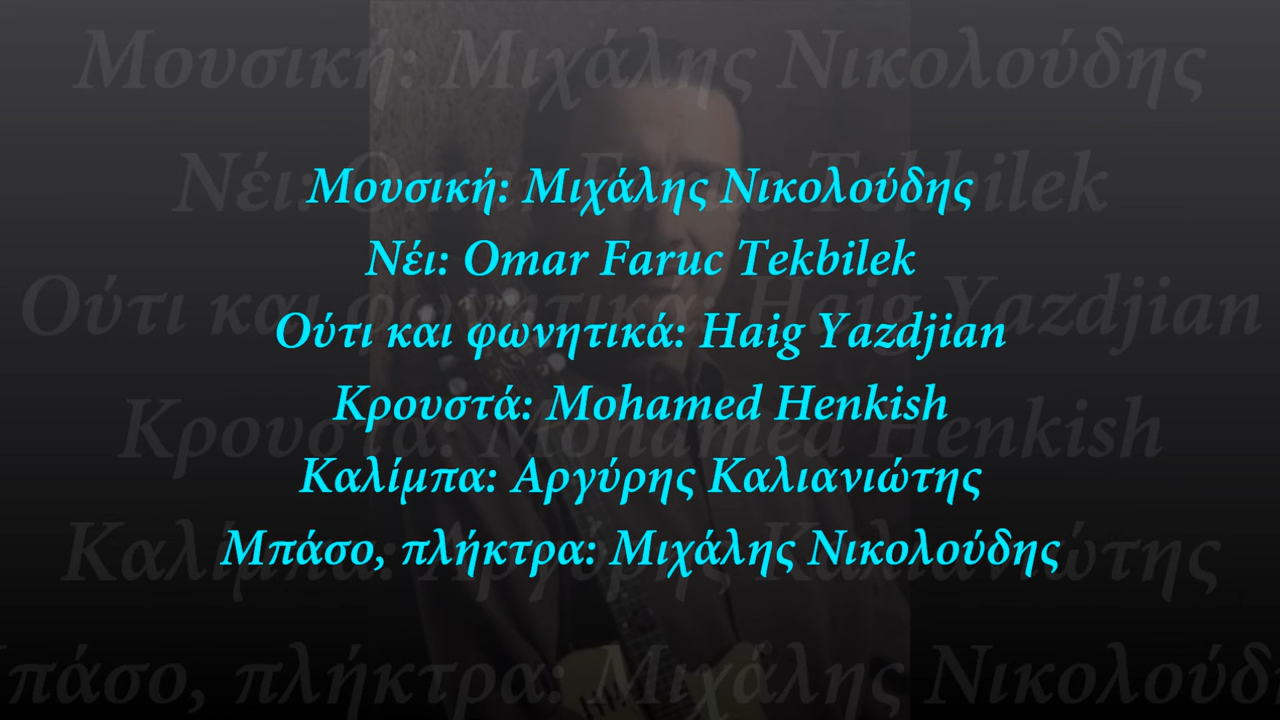 Μουσική: Μιχάλης Νικολούδης
Νέι: Omar Faruc Tekbilek
Ούτι και φωνητικά: Haig Yazdjian
Κρουστά: Mohamed Henkish
Καλίμπα: Αργύρης Καλιανιώτης
Μπάσο, πλήκτρα: Μιχάλης Νικολούδης